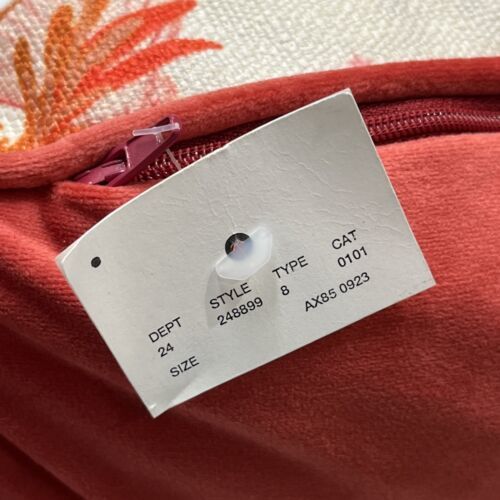 DEPT STYLE TYPE CAT
24 248899 8 0101
SIZE AX85 0923